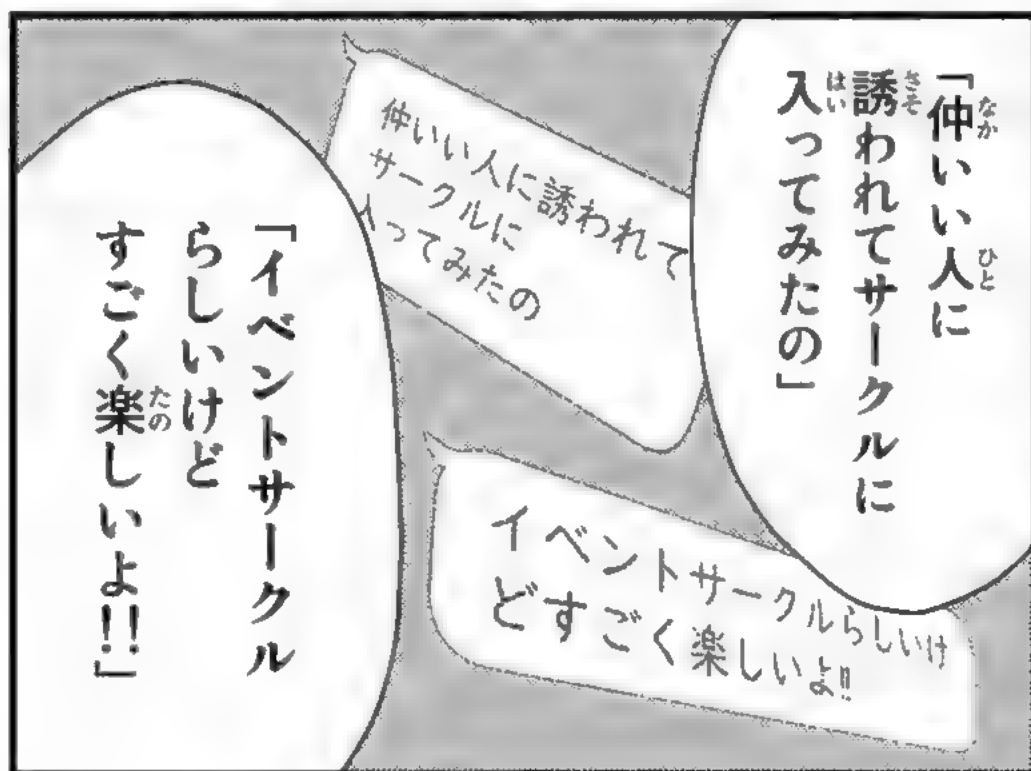 「仲いい人に
誘われてサークルに
入ってみたの」
仲いい人に誘われて
サークルに
ってみたの
イベントサークルらしいけ
どすごく楽しいよ!!
「イベントサークル
らしいけど
すごく楽しいよ!!」